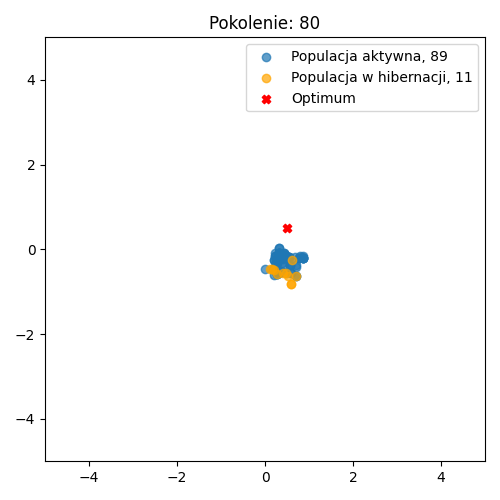 Pokolenie: 80
Populacja aktywna, 89
Populacja w hibernacji, 11
Optimum
4
2
0
−2
−4
−4
−2
0
2
4